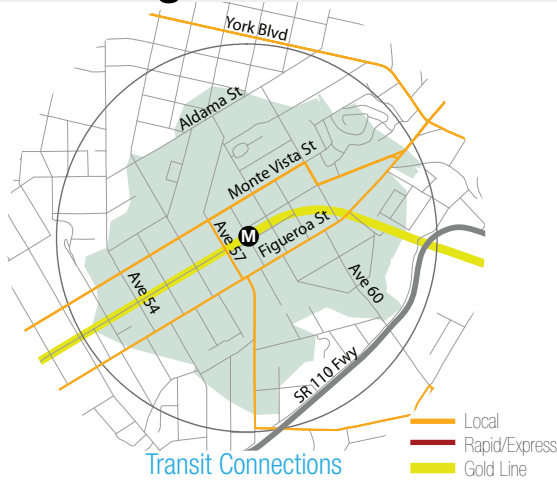 York Blvd
Aldama St
Monte Vista St
M
Ave 57
Figueroa St
Ave 54
Ave 60
SR 110 Fwy
Local
Rapid/Express
Gold Line
Transit Connections